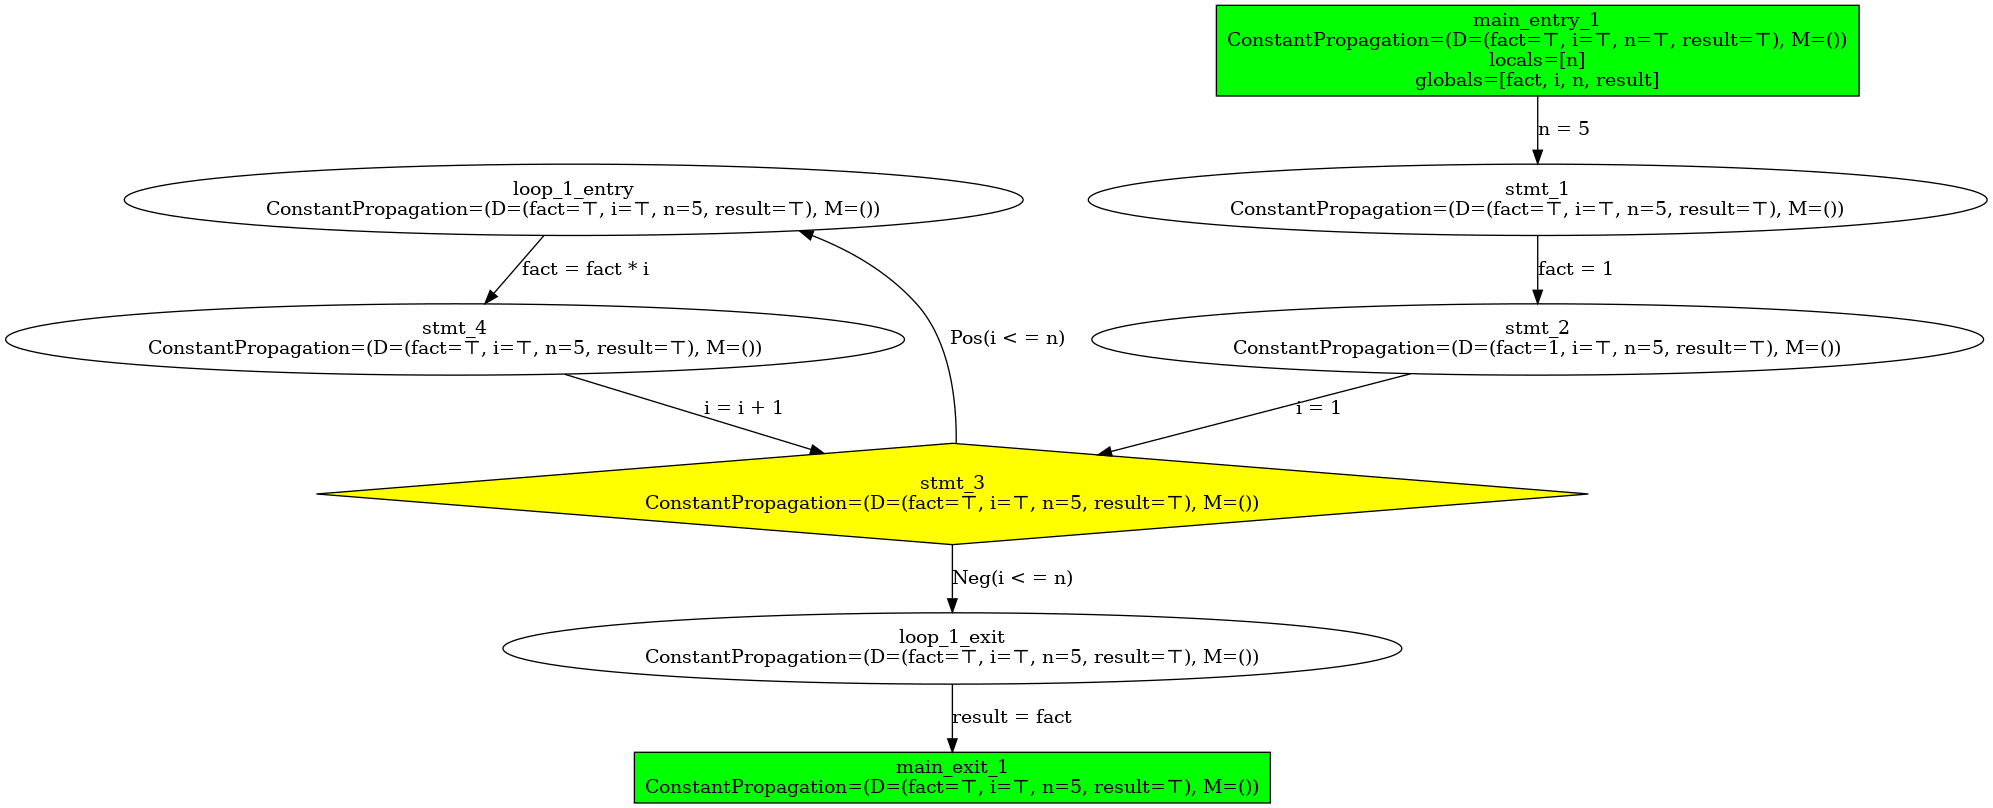 main_entry_1
ConstantPropagation=(D=(fact=⊤, i=⊤, n=⊤, result=⊤), M=())
locals=[n]
globals=[fact, i, n, result]
n = 5
loop_1_entry
ConstantPropagation=(D=(fact=⊤, i=⊤, n=5, result=⊤), M=())
stmt_1
ConstantPropagation=(D=(fact=⊤, i=⊤, n=5, result=⊤), M=())
fact = fact * i
fact = 1
stmt_4
ConstantPropagation=(D=(fact=⊤, i=⊤, n=5, result=⊤), M=())
Pos(i < = n)
stmt_2
ConstantPropagation=(D=(fact=1, i=⊤, n=5, result=⊤), M=())
i = i + 1
i = 1
stmt_3
ConstantPropagation=(D=(fact=⊤, i=⊤, n=5, result=⊤), M=())
Neg(i < = n)
loop_1_exit
ConstantPropagation=(D=(fact=⊤, i=⊤, n=5, result=⊤), M=())
result = fact
main_exit_1
ConstantPropagation=(D=(fact=⊤, i=⊤, n=5, result=⊤), M=())